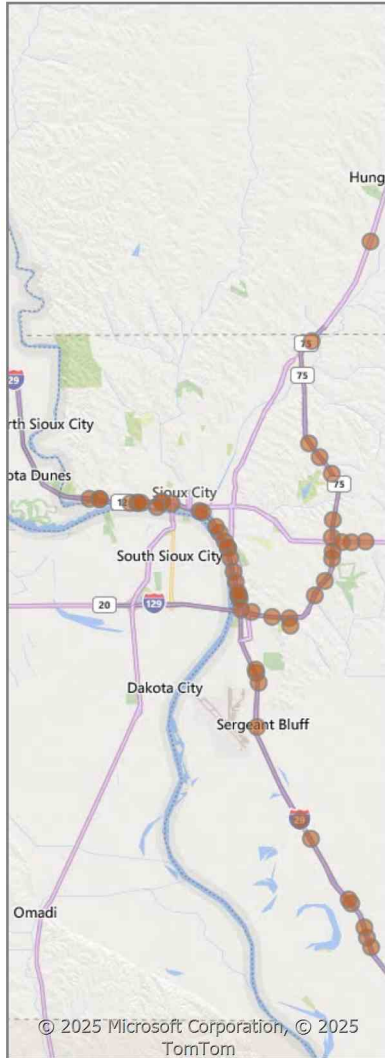 Hung
75
75
29
rth Sioux City
ota Dunes
75
12
Sioux City
South Sioux City
20
129
Dakota City
Sergeant Bluff
29
Omadi
© 2025 Microsoft Corporation, © 2025
TomTom